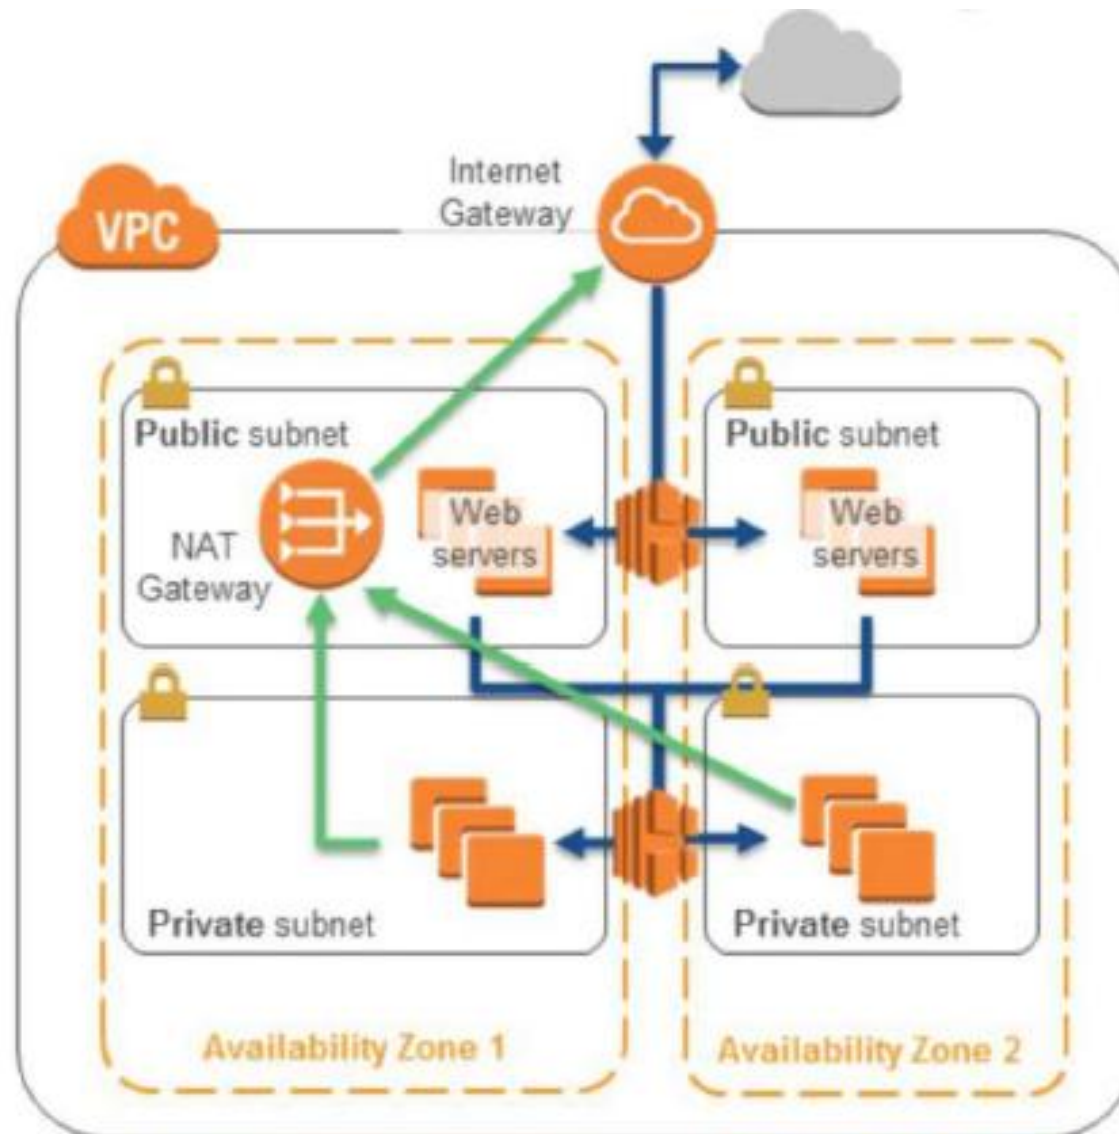 Internet
Gateway
VPC
Public subnet
NAT
Gateway
Web
servers
Public subnet
Web
servers
Private subnet
Private subnet
Availability Zone 1
Availability Zone 2